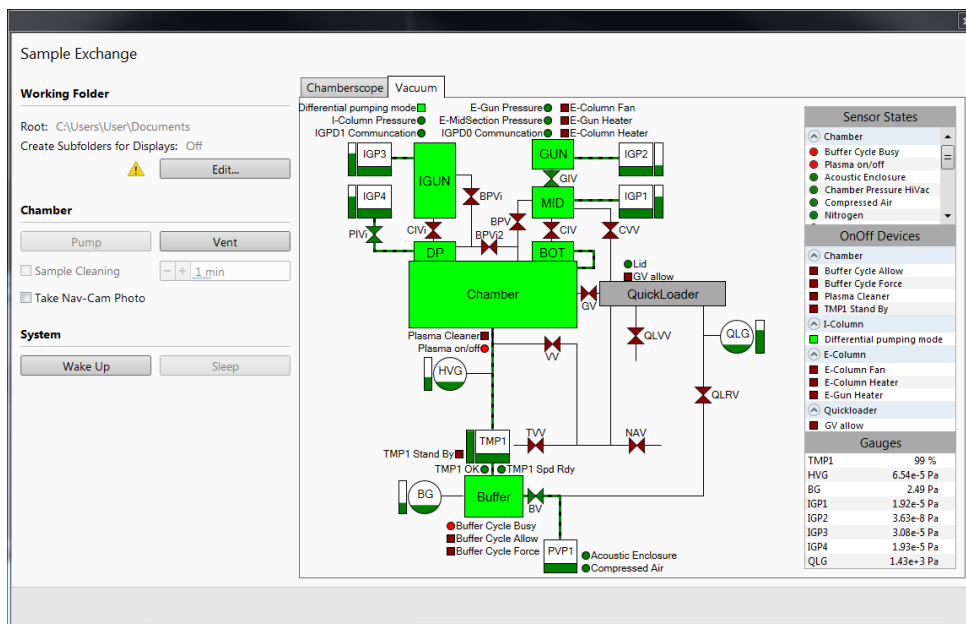 Sample Exchange
Working Folder
Root: C:\Users\User\Documents
Create Subfolders for Displays: Off
Edit...
Chamber
Pump
Vent
Sample Cleaning
− + 1 min
Take Nav-Cam Photo
System
Wake Up
Sleep
Chamberscope
Vacuum
Differential pumping mode
I-Column Pressure
IGPD1 Communcation
E-Gun Pressure
E-MidSection Pressure
IGPD0 Communcation
E-Column Fan
E-Gun Heater
E-Column Heater
IGP3
IGUN
GUN
IGP2
GIV
IGP4
BPVi
MID
IGP1
BPV
PIVi
CIVi
BPVi2
CIV
CVV
DP
BOT
Lid
GV allow
Chamber
GV
QuickLoader
Plasma Cleaner
Plasma on/off
VV
QLVV
QLG
HVG
QLRV
TMP1
TVV
NAV
TMP1 Stand By
TMP1 OK
TMP1 Spd Rdy
BG
Buffer
BV
Buffer Cycle Busy
Buffer Cycle Allow
Buffer Cycle Force
PVP1
Acoustic Enclosure
Compressed Air
Sensor States
Chamber
Buffer Cycle Busy
Plasma on/off
Acoustic Enclosure
Chamber Pressure HiVac
Compressed Air
Nitrogen
OnOff Devices
Chamber
Buffer Cycle Allow
Buffer Cycle Force
Plasma Cleaner
TMP1 Stand By
I-Column
Differential pumping mode
E-Column
E-Column Fan
E-Column Heater
E-Gun Heater
Quickloader
GV allow
Gauges
TMP1 99 %
HVG 6.54e-5 Pa
BG 2.49 Pa
IGP1 1.92e-5 Pa
IGP2 3.63e-8 Pa
IGP3 3.08e-5 Pa
IGP4 1.93e-5 Pa
QLG 1.43e+3 Pa